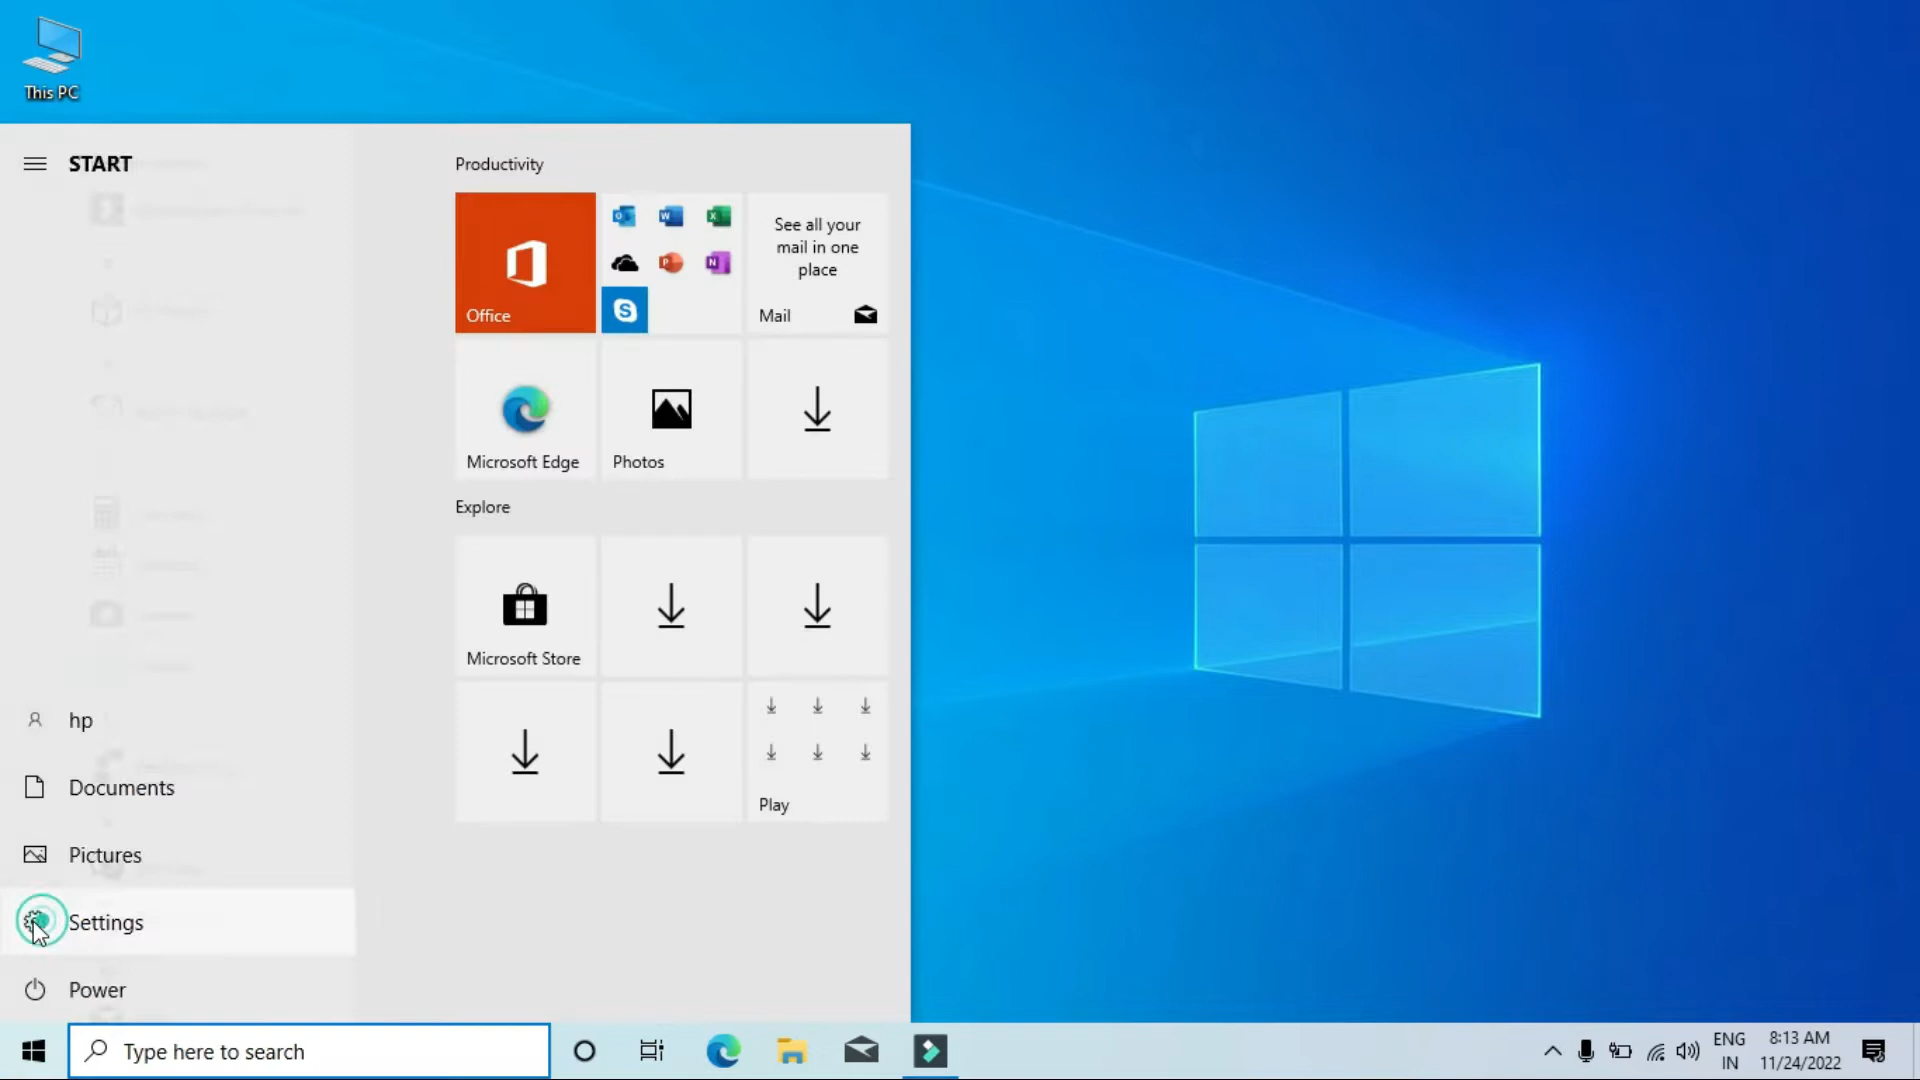 This PC
START
Productivity
Office
See all your
mail in one
place
Mail
Microsoft Edge
Photos
Explore
Microsoft Store
Play
hp
Documents
Pictures
Settings
Power
Type here to search
ENG
IN
8:13 AM
11/24/2022